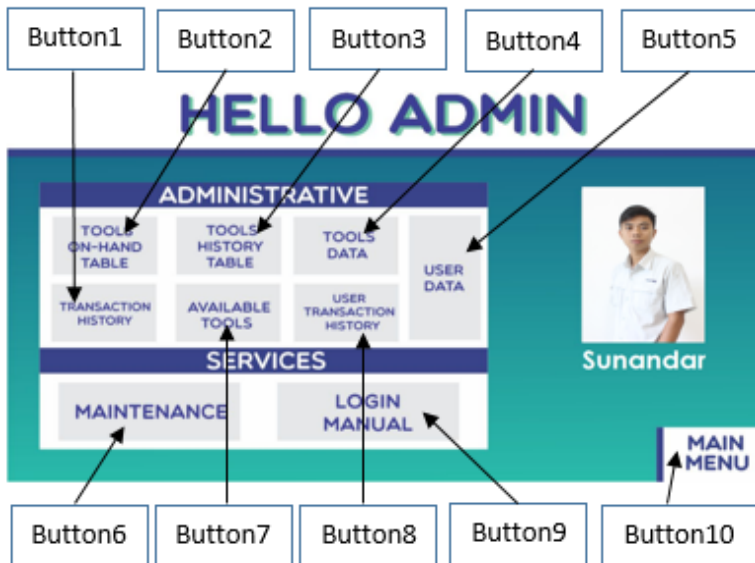 Button1
Button2
Button3
Button4
Button5
HELLO ADMIN
ADMINISTRATIVE
TOOLS
ON-HAND
TABLE
TOOLS
HISTORY
TABLE
TOOLS
DATA
USER
DATA
TRANSACTION
HISTORY
AVAILABLE
TOOLS
USER
TRANSACTION
HISTORY
SERVICES
MAINTENANCE
LOGIN
MANUAL
Sunandar
MAIN
MENU
Button6
Button7
Button8
Button9
Button10